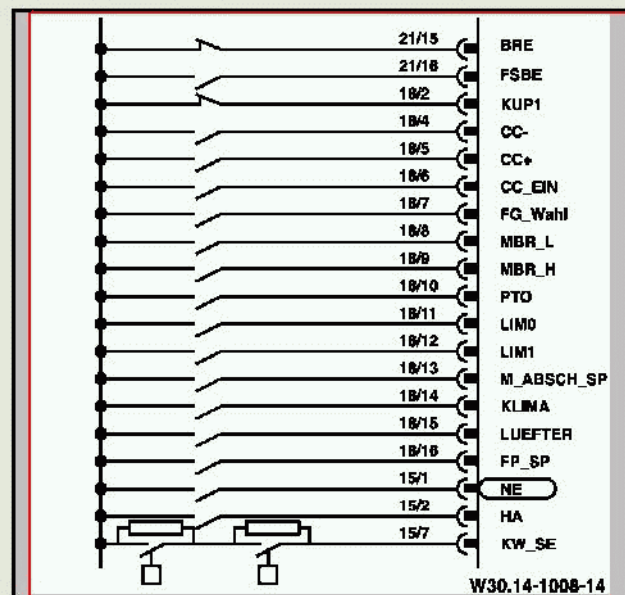 21/15 BRE
21/16 FSBE
18/2 KUP1
18/4 CC-
18/5 CC+
18/6 CC_EIN
18/7 FG_Wahl
18/8 MBR_L
18/9 MBR_H
18/10 PTO
18/11 LIM0
18/12 LIM1
18/13 M_ABSCH_SP
18/14 KLIMA
18/15 LUEFTER
18/16 FP_SP
15/1 NE
15/2 HA
15/7 KW_SE
W30.14-1008-14